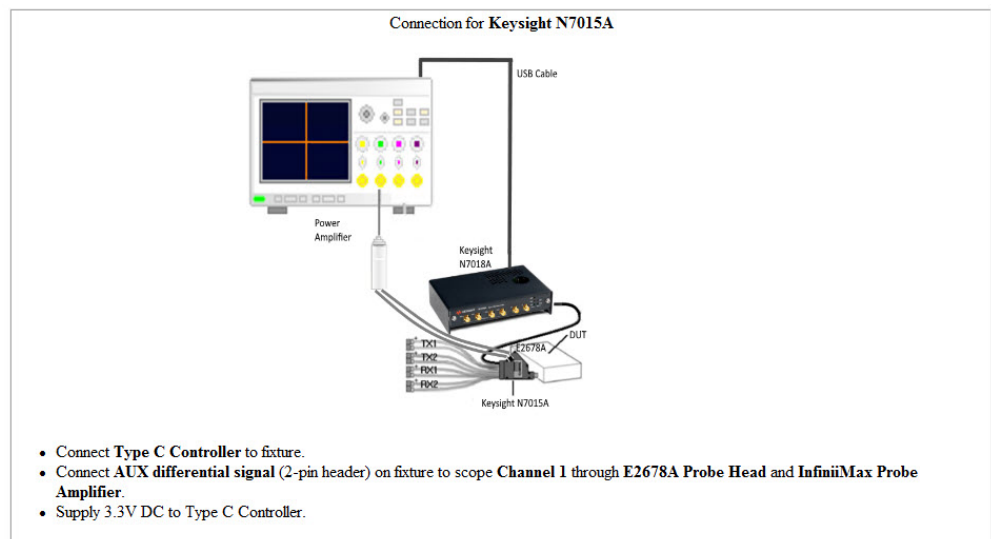 Connection for Keysight N7015A
USB Cable
Power
Amplifier
Keysight
N7018A
DUT
E2678A
TX1
TX2
RX1
RX2
Keysight N7015A
• Connect Type C Controller to fixture.
• Connect AUX differential signal (2-pin header) on fixture to scope Channel 1 through E2678A Probe Head and InfiniiMax Probe
Amplifier.
• Supply 3.3V DC to Type C Controller.